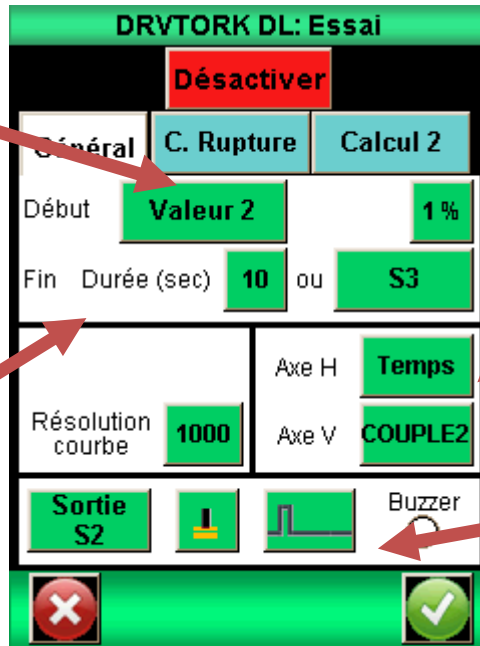 DRVTORK DL: Essai
Désactiver
Général C. Rupture Calcul 2
Début Valeur 2 1 %
Fin Durée (sec) 10 ou S3
Axe H Temps
Résolution courbe 1000 Axe V COUPLE2
Sortie S2 Buzzer